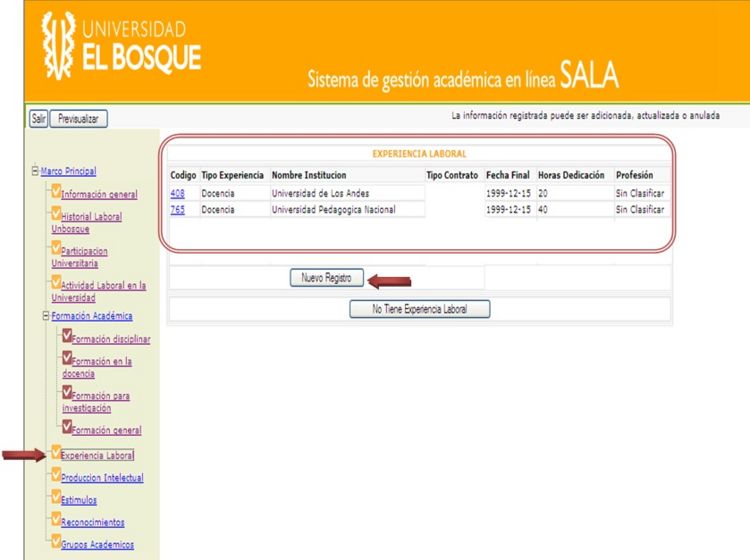 UNIVERSIDAD
EL BOSQUE
Sistema de gestión académica en línea SALA
Salir Previsualizar
La información registrada puede ser adicionada, actualizada o anulada
Marco Principal
Información general
Historial Laboral
Unbosque
Participacion
Universitaria
Actividad Laboral en la
Universidad
Formación Académica
Formación disciplinar
Formación en la
docencia
Formación para
investigación
Formación general
Experiencia Laboral
Produccion Intelectual
Estimulos
Reconocimientos
Grupos Academicos
EXPERIENCIA LABORAL
Codigo Tipo Experiencia Nombre Institucion Tipo Contrato Fecha Final Horas Dedicación Profesión
408 Docencia Universidad de Los Andes 1999-12-15 20 Sin Clasificar
765 Docencia Universidad Pedagogica Nacional 1999-12-15 40 Sin Clasificar
Nuevo Registro
No Tiene Experiencia Laboral